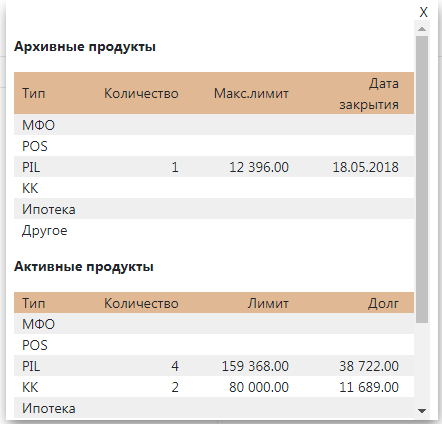 X
Архивные продукты
Тип Количество Макс.лимит Дата закрытия
МФО
POS
PIL 1 12 396.00 18.05.2018
КК
Ипотека
Другое
Активные продукты
Тип Количество Лимит Долг
МФО
POS
PIL 4 159 368.00 38 722.00
КК 2 80 000.00 11 689.00
Ипотека